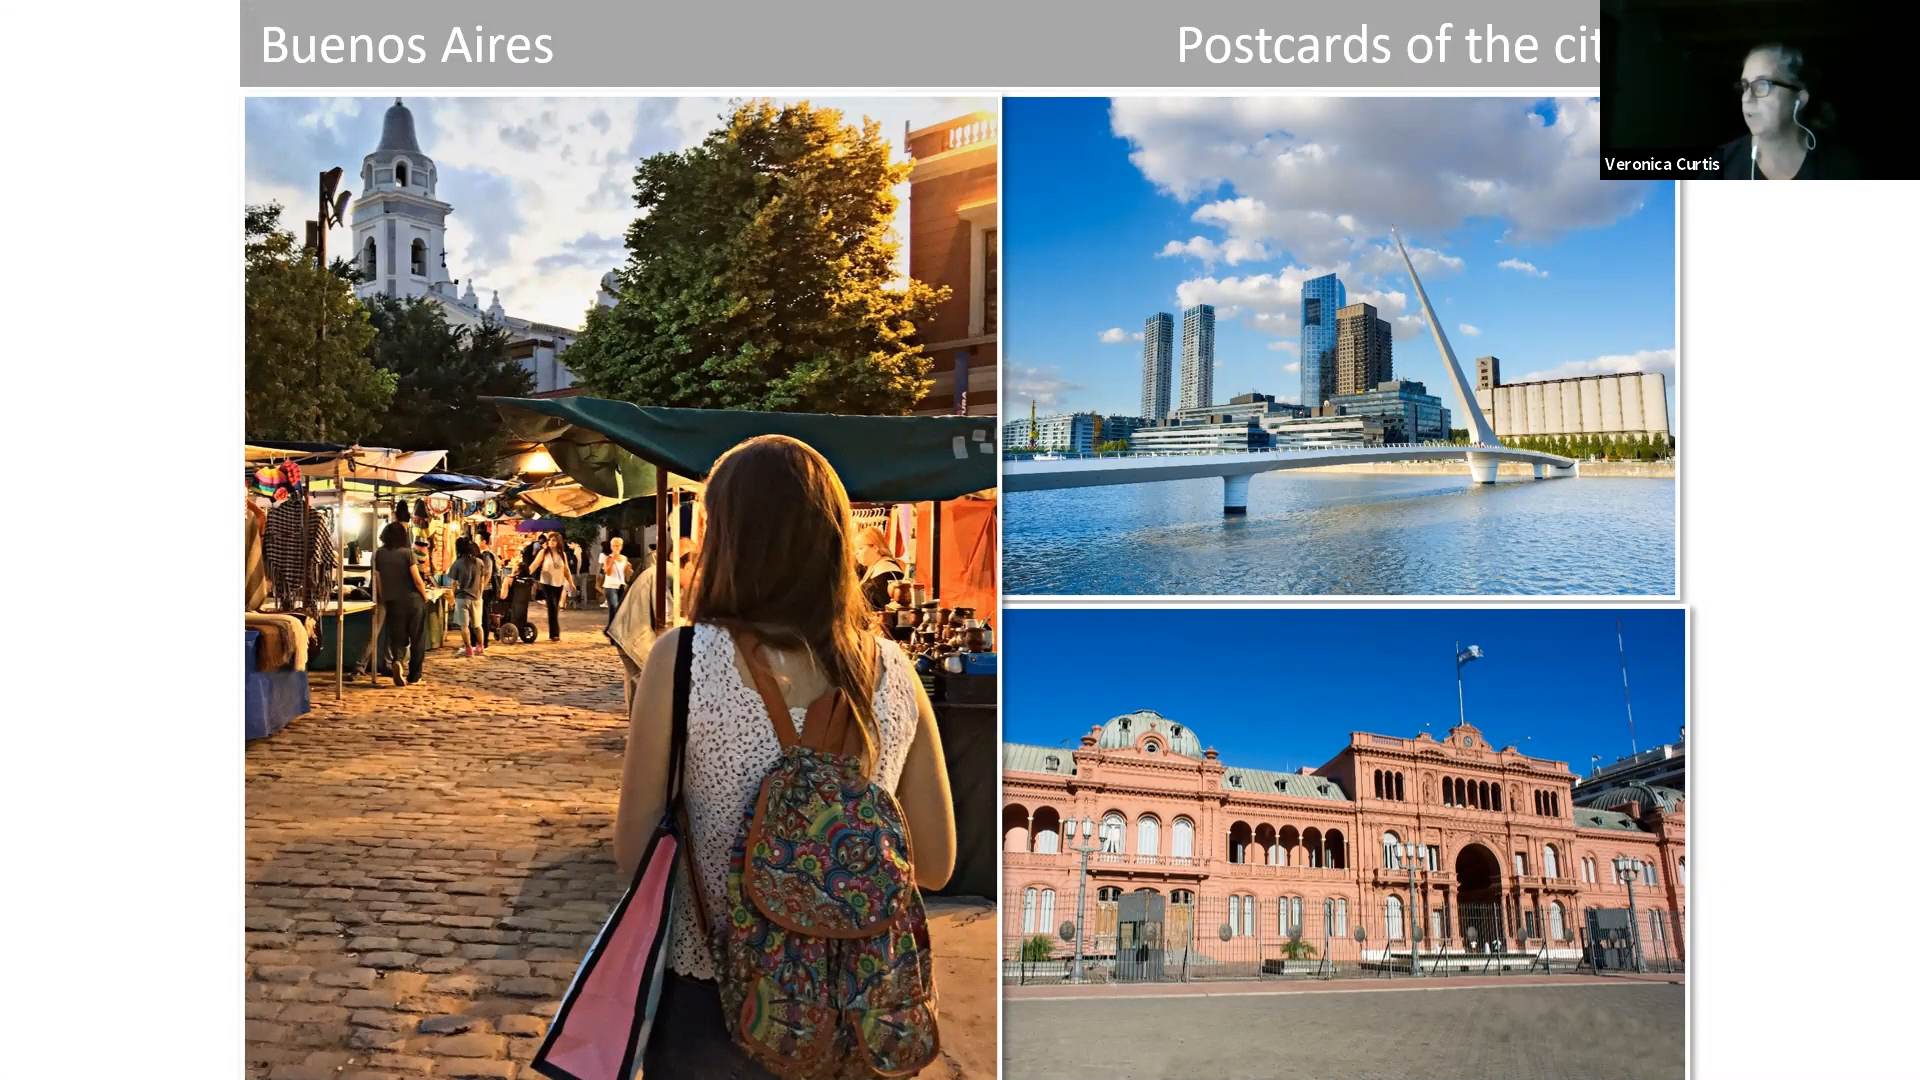 Buenos Aires
Postcards of the cit
Veronica Curtis